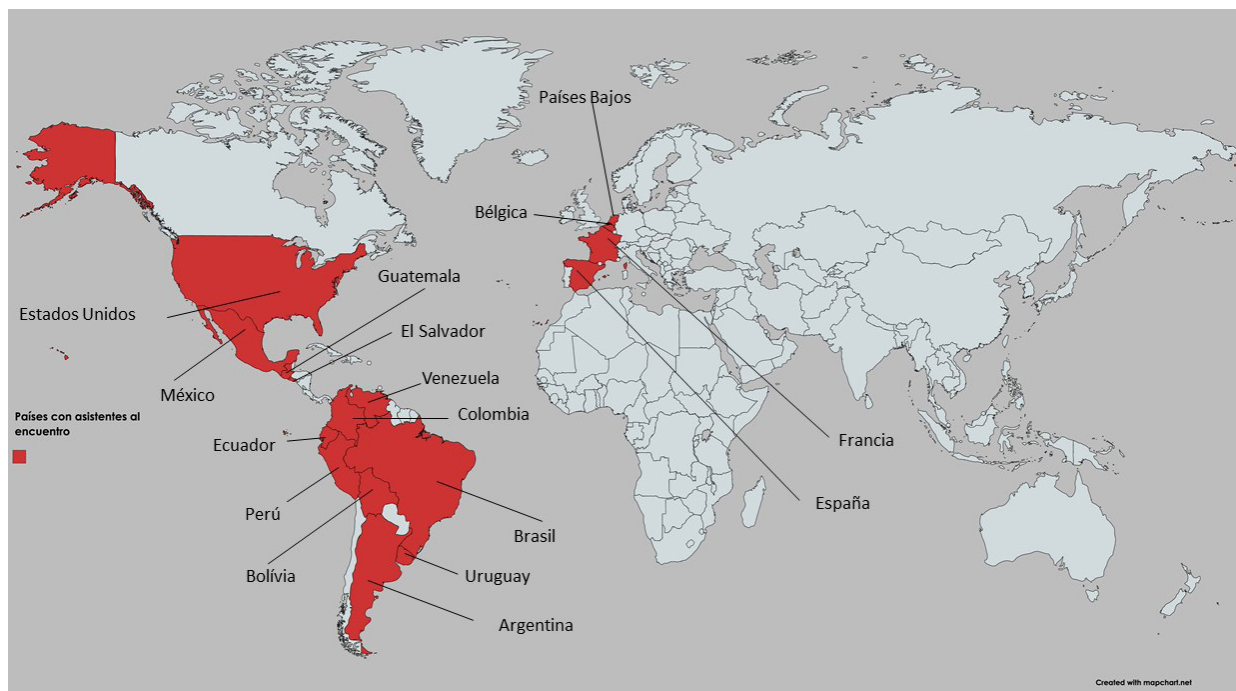 Países Bajos
Bélgica
Guatemala
Estados Unidos
El Salvador
Venezuela
México
Colombia
Países con asistentes al
encuentro
Ecuador
Francia
España
Perú
Brasil
Bolívia
Uruguay
Argentina
Created with mapchart.net